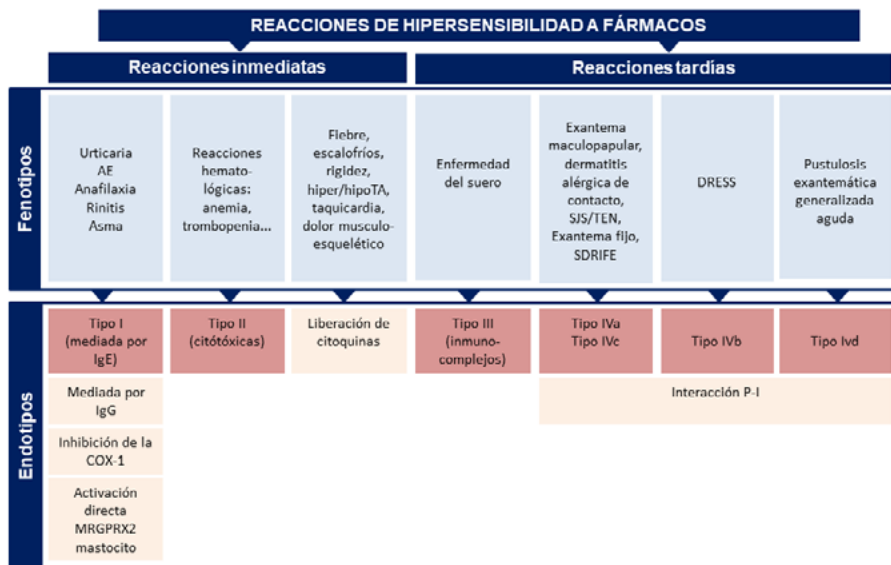 REACCIONES DE HIPERSENSIBILIDAD A FÁRMACOS
Reacciones inmediatas
Reacciones tardías
Fenotipos
Urticaria
AE
Anafilaxia
Rinitis
Asma
Reacciones
hemato-
lógicas:
anemia,
trombopenia...
Fiebre,
escalofríos,
rigidez,
hiper/hipoTA,
taquicardia,
dolor musculo-
esquelético
Enfermedad
del suero
Exantema
maculopapular,
dermatitis
alérgica de
contacto,
SJS/TEN,
Exantema fijo,
SDRIFE
DRESS
Pustulosis
exantemática
generalizada
aguda
Endotipos
Tipo I
(mediada por
IgE)
Tipo II
(citótóxicas)
Liberación de
citoquinas
Tipo III
(inmuno-
complejos)
Tipo IVa
Tipo IVc
Tipo IVb
Tipo Ivd
Mediada por
IgG
Interacción P-I
Inhibición de la
COX-1
Activación
directa
MRGPRX2
mastocito